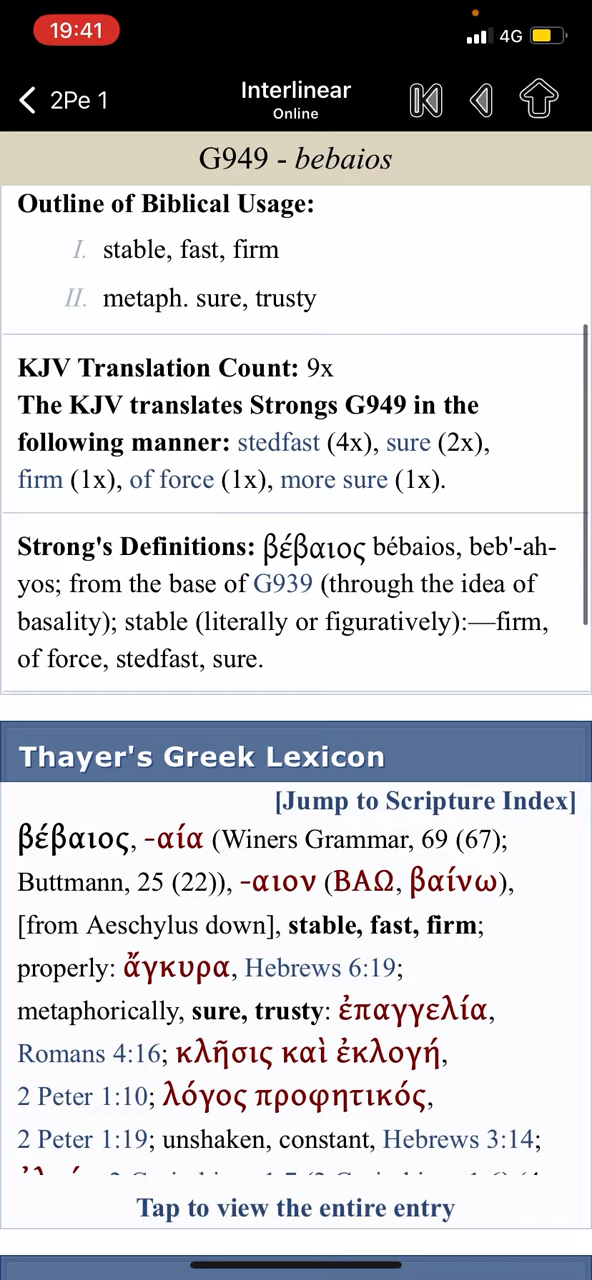 19:41
4G
2Pe 1
Interlinear
Online
G949 - bebaios
Outline of Biblical Usage:
I. stable, fast, firm
II. metaph. sure, trusty
KJV Translation Count: 9x
The KJV translates Strongs G949 in the
following manner: stedfast (4x), sure (2x),
firm (1x), of force (1x), more sure (1x).
Strong's Definitions: βέβαιος bébaios, beb'-ah-
yos; from the base of G939 (through the idea of
basality); stable (literally or figuratively):—firm,
of force, stedfast, sure.
Thayer's Greek Lexicon
[Jump to Scripture Index]
βέβαιος, -αία (Winers Grammar, 69 (67);
Buttmann, 25 (22)), -αιον (ΒΑΩ, βαίνω),
[from Aeschylus down], stable, fast, firm;
properly: ἄγκυρα, Hebrews 6:19;
metaphorically, sure, trusty: ἐπαγγελία,
Romans 4:16; κλῆσις καὶ ἐκλογή,
2 Peter 1:10; λόγος προφητικός,
2 Peter 1:19; unshaken, constant, Hebrews 3:14;
Tap to view the entire entry